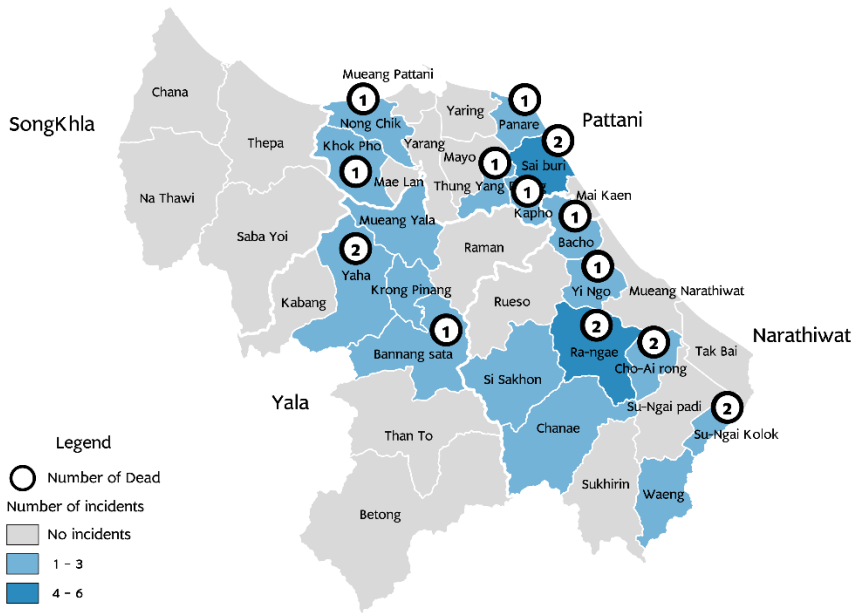 Mueang Pattani
1
1
Chana
Yaring
SongKhla
Nong Chik
Panare
Pattani
Thepa
Khok Pho
Yarang
2
Mayo
1
Sai buri
1
Mae Lan
Thung Yang
Na Thawi
1
Mai Kaen
Mueang Yala
Kapho
1
Saba Yoi
2
Raman
Bacho
Yaha
1
Kabang
Krong Pinang
Rueso
Yi Ngo
Mueang Narathiwat
1
2
2
Narathiwat
Bannang sata
Ra-ngae
Cho-Ai rong
Tak Bai
Si Sakhon
Yala
Su-Ngai padi
2
Legend
Than To
Chanae
Su-Ngai Kolok
Number of Dead
Sukhirin
Waeng
Number of incidents
Betong
No incidents
1 - 3
4 - 6